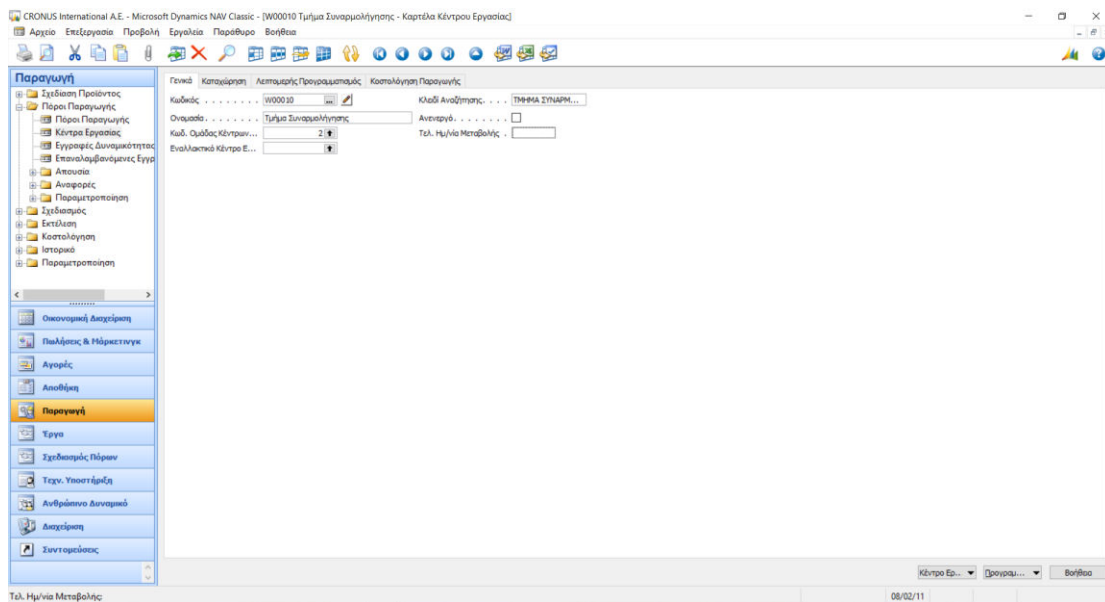 CRONUS International A.E. - Microsoft Dynamics NAV Classic - [W00010 Τμήμα Συναρμολόγησης - Καρτέλα Κέντρου Εργασίας]
Αρχείο Επεξεργασία Προβολή Εργαλεία Παράθυρο Βοήθεια
Παραγωγή
Σχεδίαση Προϊόντος
Πόροι Παραγωγής
Πόροι Παραγωγής
Κέντρα Εργασίας
Εγγραφές Δυναμικότητας
Επαναλαμβανόμενες Εγγρ
Απουσία
Αναφορές
Παραμετροποίηση
Σχεδιασμός
Εκτέλεση
Κοστολόγηση
Ιστορικό
Παραμετροποίηση
Οικονομική Διαχείριση
Πωλήσεις & Μάρκετινγκ
Αγορές
Αποθήκη
Παραγωγή
Έργα
Σχεδιασμός Πόρων
Τεχν. Υποστήριξη
Ανθρώπινο Δυναμικό
Διαχείριση
Συντομεύσεις
Γενικά Καταχώρηση Λεπτομερής Προγραμματισμός Κοστολόγηση Παραγωγής
Κωδικός . . . . . . . . W00010 ... Κλειδί Αναζήτησης. . . . ΤΜΗΜΑ ΣΥΝΑΡΜ...
Ονομασία . . . . . . . . Τμήμα Συναρμολόγησης Ανενεργό. . . . . . . .
Κωδ. Ομάδας Κέντρων... 2 Τελ. Ημ/νία Μεταβολής .
Εναλλακτικό Κέντρο Ε...
Κέντρο Ερ... Προγραμ... Βοήθεια
Τελ. Ημ/νία Μεταβολής: 08/02/11